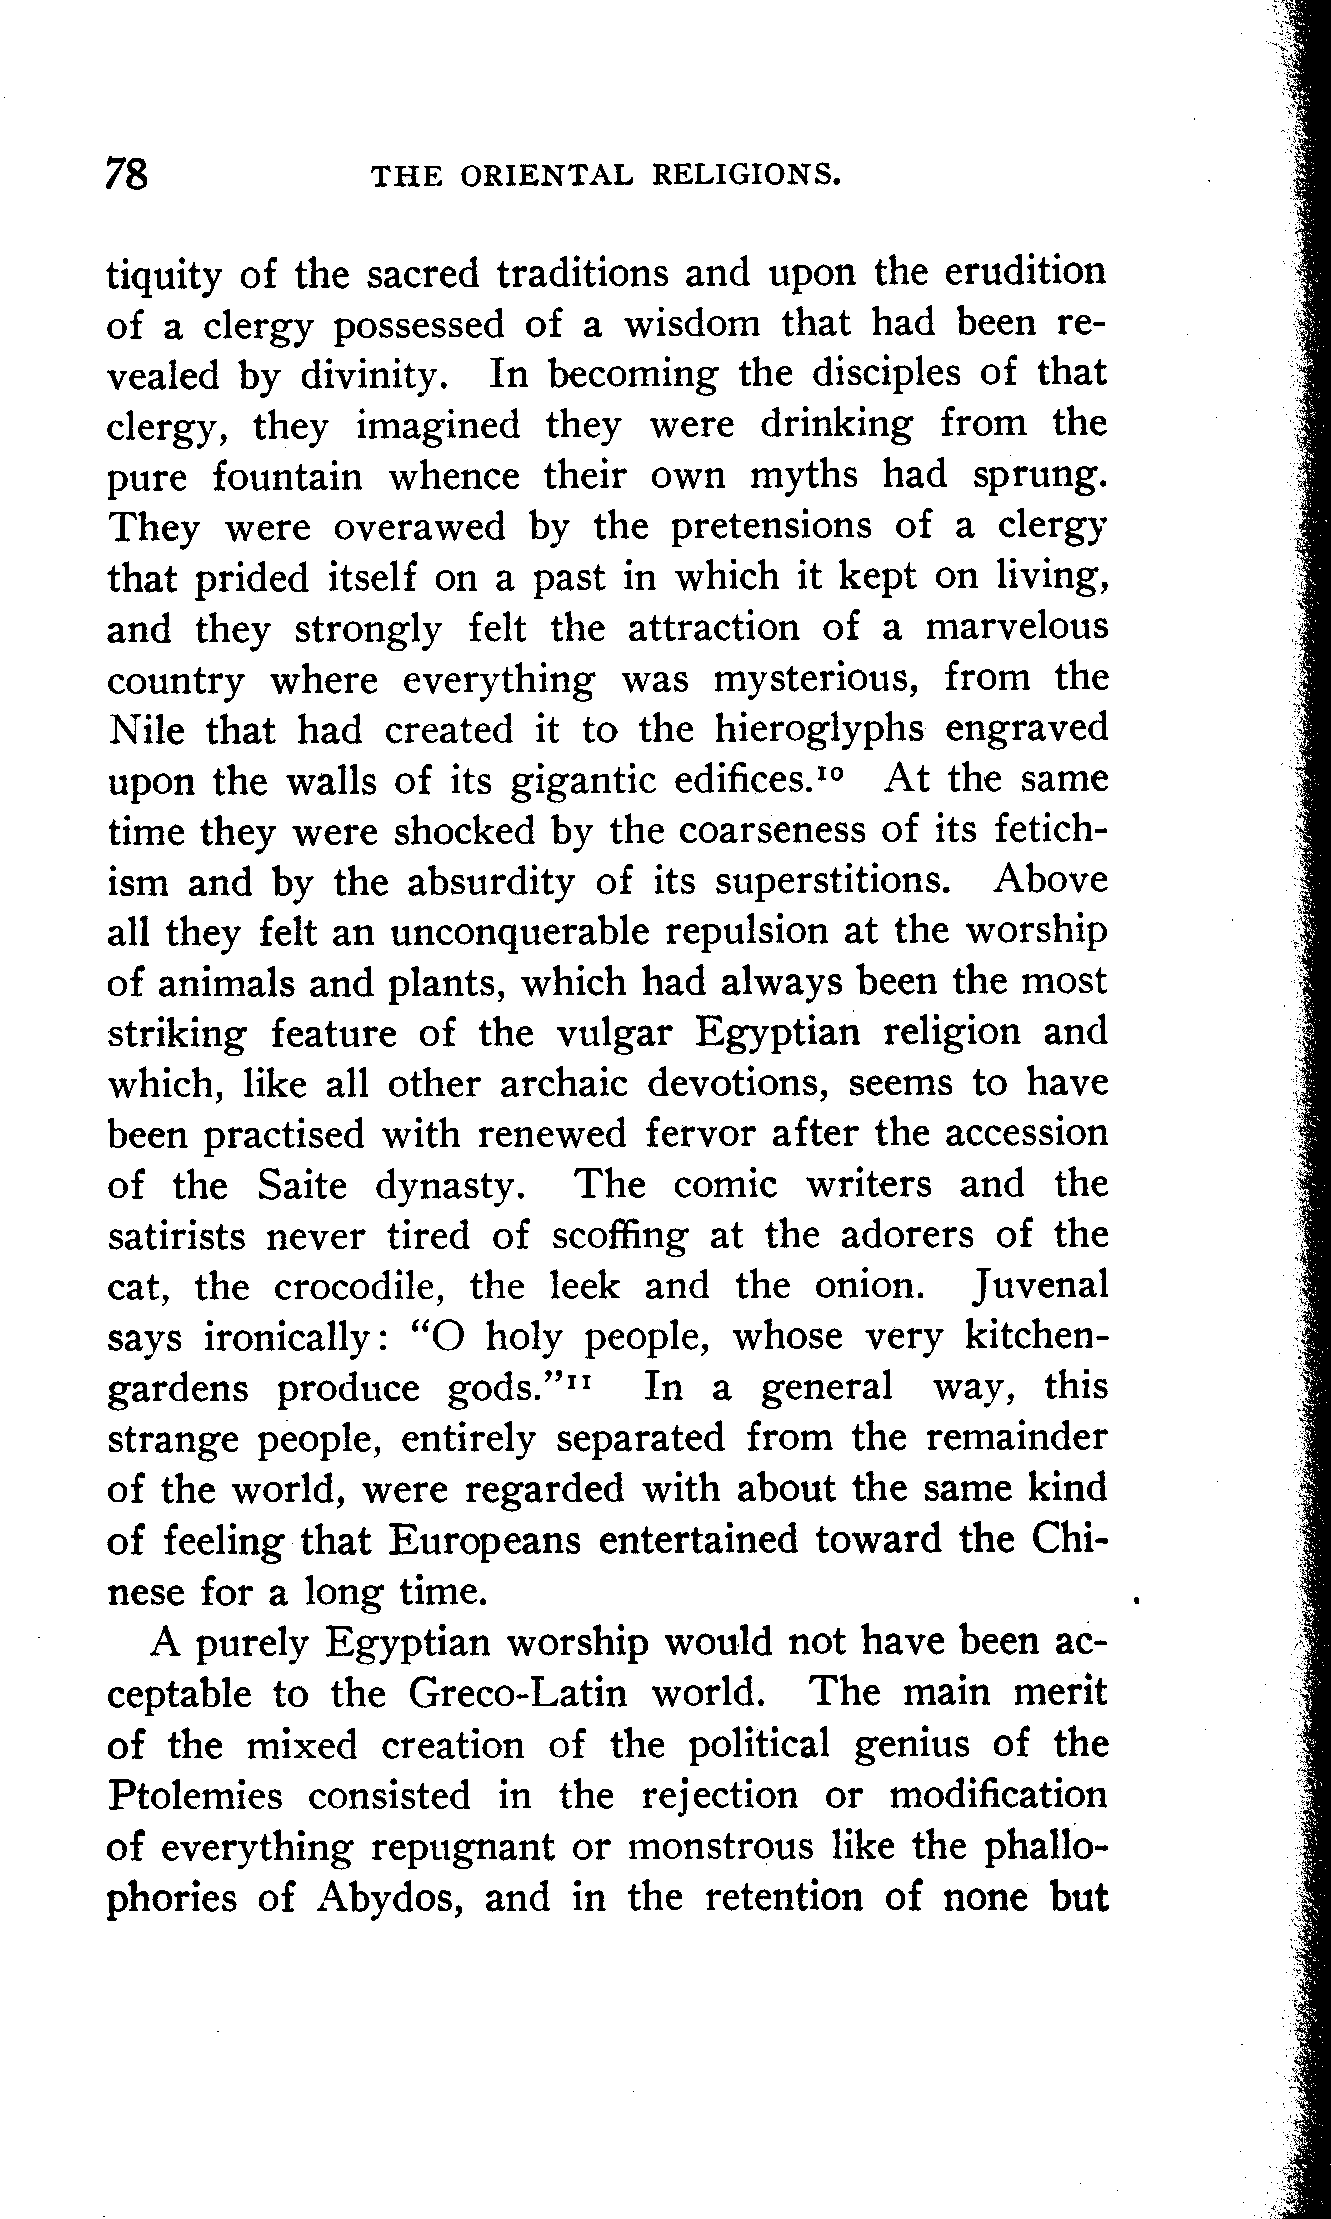 78 THE ORIENTAL RELIGIONS.
tiquity of the sacred traditions and upon the erudition
of a clergy possessed of a wisdom that had been re-
vealed by divinity. In becoming the disciples of that
clergy, they imagined they were drinking from the
pure fountain whence their own myths had sprung.
They were overawed by the pretensions of a clergy
that prided itself on a past in which it kept on living,
and they strongly felt the attraction of a marvelous
country where everything was mysterious, from the
Nile that had created it to the hieroglyphs engraved
upon the walls of its gigantic edifices.¹⁰ At the same
time they were shocked by the coarseness of its fetich-
ism and by the absurdity of its superstitions. Above
all they felt an unconquerable repulsion at the worship
of animals and plants, which had always been the most
striking feature of the vulgar Egyptian religion and
which, like all other archaic devotions, seems to have
been practised with renewed fervor after the accession
of the Saite dynasty. The comic writers and the
satirists never tired of scoffing at the adorers of the
cat, the crocodile, the leek and the onion. Juvenal
says ironically: “O holy people, whose very kitchen-
gardens produce gods.”¹¹ In a general way, this
strange people, entirely separated from the remainder
of the world, were regarded with about the same kind
of feeling that Europeans entertained toward the Chi-
nese for a long time.
A purely Egyptian worship would not have been ac-
ceptable to the Greco-Latin world. The main merit
of the mixed creation of the political genius of the
Ptolemies consisted in the rejection or modification
of everything repugnant or monstrous like the phallo-
phories of Abydos, and in the retention of none but